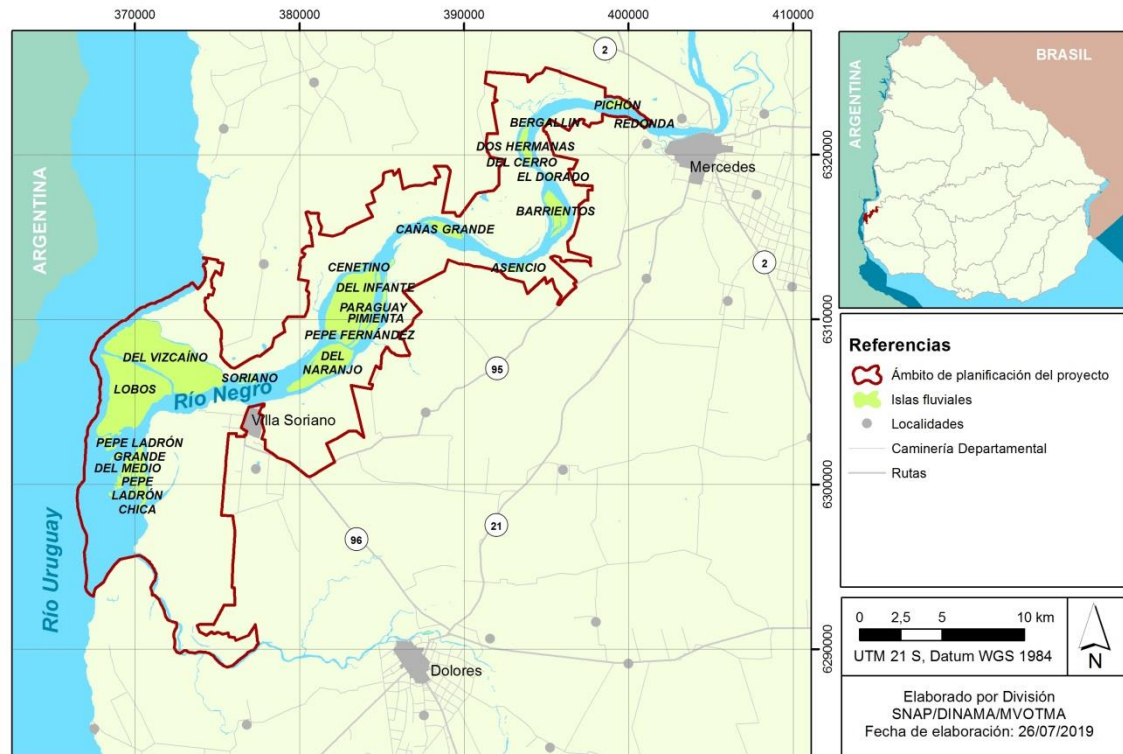 370000
380000
390000
400000
410000
2
PICHON
BERGALLIN
REDONDA
DOS HERMANAS
DEL CERRO
EL DORADO
Mercedes
6320000
BARRIENTOS
CAÑAS GRANDE
ARGENTINA
CENETINO
ASENCIO
2
DEL INFANTE
PARAGUAY
PIMIENTA
6310000
PEPE FERNÁNDEZ
DEL VIZCAÍNO
DEL
NARANJO
95
LOBOS
SORIANO
Río Negro
Villa Soriano
PEPE LADRÓN
GRANDE
DEL MEDIO
PEPE
LADRÓN
CHICA
6300000
21
96
Río Uruguay
6290000
Dolores
BRASIL
ARGENTINA
Referencias
Ámbito de planificación del proyecto
Islas fluviales
Localidades
Caminería Departamental
Rutas
0 2,5 5 10 km
UTM 21 S, Datum WGS 1984
N
Elaborado por División
SNAP/DINAMA/MVOTMA
Fecha de elaboración: 26/07/2019